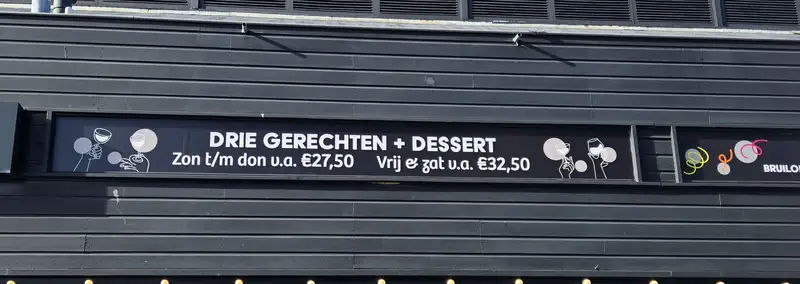 DRIE GERECHTEN + DESSERT
Zon t/m don v.a. €27,50 Vrij & zat v.a. €32,50